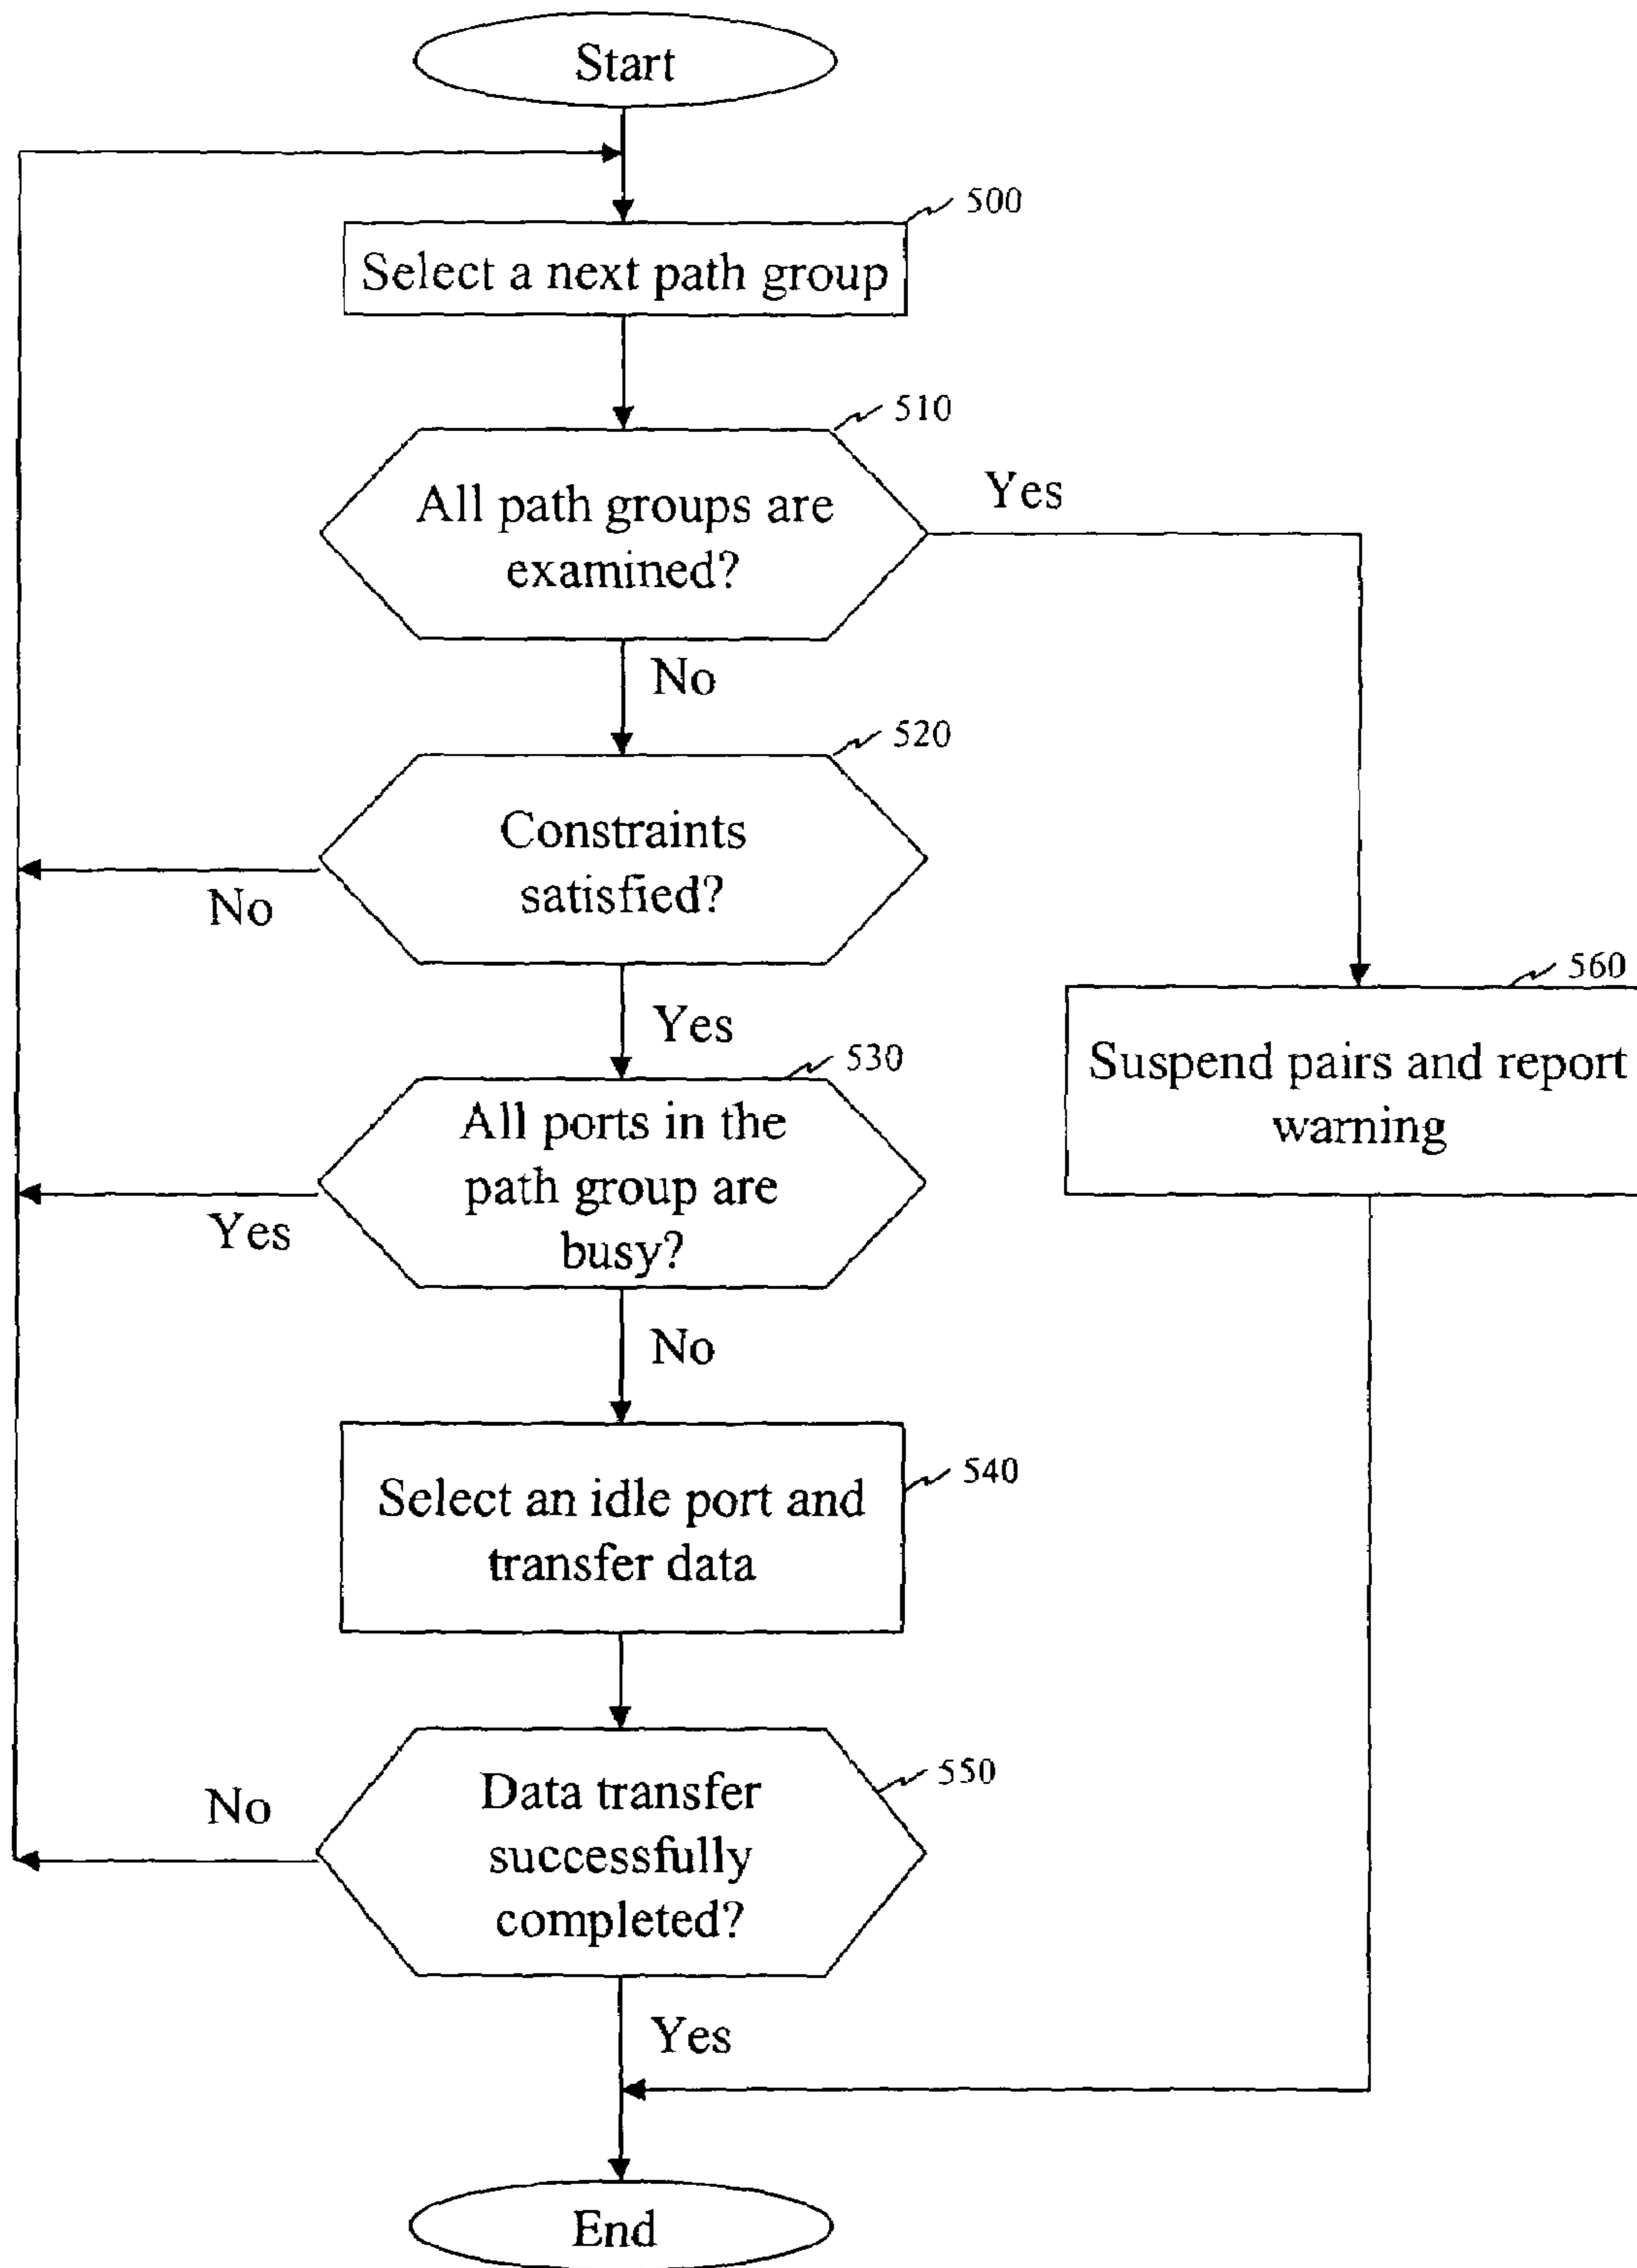 Start
500
Select a next path group
510
All path groups are
examined?
Yes
No
520
Constraints
satisfied?
No
Yes
560
Suspend pairs and report
warning
530
All ports in the
path group are
busy?
Yes
No
540
Select an idle port and
transfer data
550
Data transfer
successfully
completed?
No
Yes
End